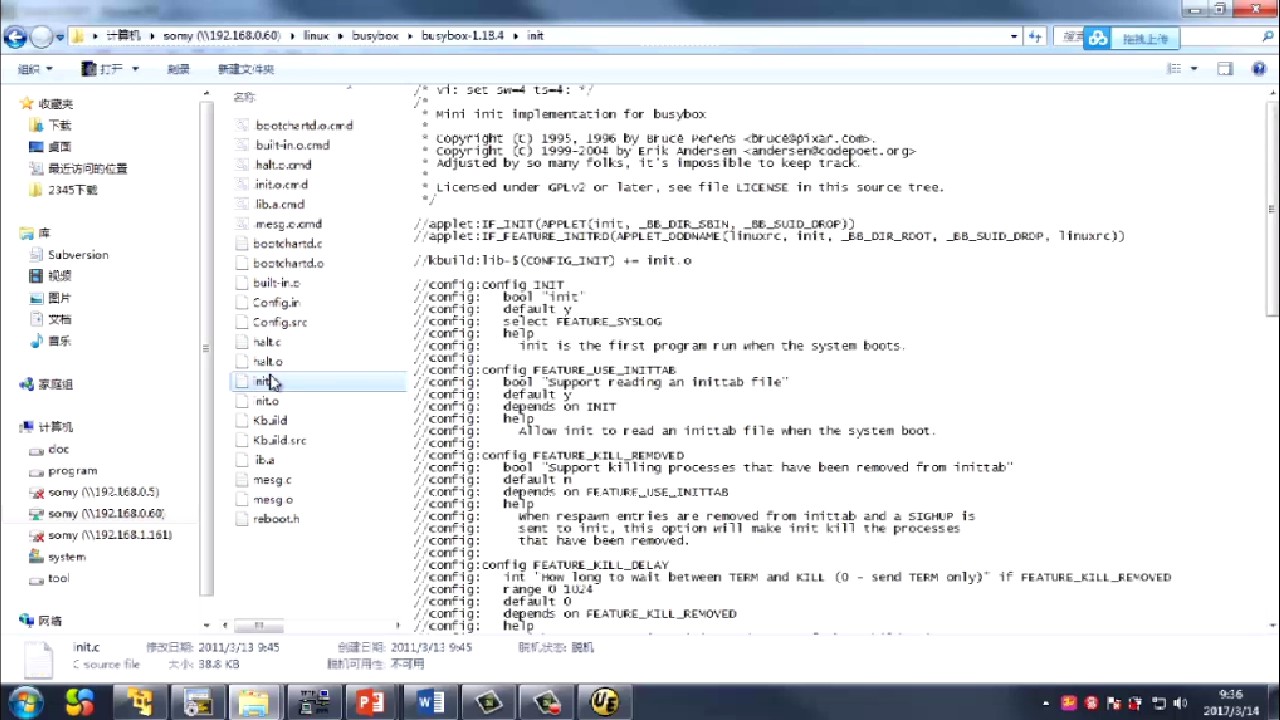 计算机 somy (\\192.168.0.60) linux busybox busybox-1.18.4 init
拖拽上传
组织 打开 刻录 新建文件夹
收藏夹
下载
桌面
最近访问的位置
2345下载
库
Subversion
视频
图片
文档
音乐
家庭组
计算机
doc
program
somy (\\192.168.0.5)
somy (\\192.168.0.60)
somy (\\192.168.1.161)
system
tool
网络
名称
.bootchartd.o.cmd
.built-in.o.cmd
.halt.o.cmd
.init.o.cmd
.lib.a.cmd
.mesg.o.cmd
bootchartd.c
bootchartd.o
built-in.o
Config.in
Config.src
halt.c
halt.o
init.o
Kbuild
Kbuild.src
lib.a
mesg.c
mesg.o
reboot.h
/* vi: set sw=4 ts=4: */
/*
* Mini init implementation for busybox
*
* Copyright (C) 1995, 1996 by Bruce Perens <bruce@pixar.com>.
* Copyright (C) 1999-2004 by Erik Andersen <andersen@codepoet.org>
* Adjusted by so many folks, it's impossible to keep track.
*
* Licensed under GPLv2 or later, see file LICENSE in this source tree.
*/
//applet:IF_INIT(APPLET(init, _BB_DIR_SBIN, _BB_SUID_DROP))
//applet:IF_FEATURE_INITRD(APPLET_ODDNAME(linuxrc, init, _BB_DIR_ROOT, _BB_SUID_DROP, linuxrc))
//kbuild:lib-$(CONFIG_INIT) += init.o
//config:config INIT
//config: bool "init"
//config: default y
//config: select FEATURE_SYSLOG
//config: help
//config: init is the first program run when the system boots.
//config:
//config:config FEATURE_USE_INITTAB
//config: bool "Support reading an inittab file"
//config: default y
//config: depends on INIT
//config: help
//config: Allow init to read an inittab file when the system boot.
//config:
//config:config FEATURE_KILL_REMOVED
//config: bool "Support killing processes that have been removed from inittab"
//config: default n
//config: depends on FEATURE_USE_INITTAB
//config: help
//config: When respawn entries are removed from inittab and a SIGHUP is
//config: sent to init, this option will make init kill the processes
//config: that have been removed.
//config:
//config:config FEATURE_KILL_DELAY
//config: int "How long to wait between TERM and KILL (0 - send TERM only)" if FEATURE_KILL_REMOVED
//config: range 0 1024
//config: default 0
//config: depends on FEATURE_KILL_REMOVED
//config: help
init.c 修改日期: 2011/3/13 9:45 创建日期: 2011/3/13 9:45 脱机状态: 脱机
C source file 大小: 38.8 KB 脱机可用性: 不可用
9:36
2017/3/14